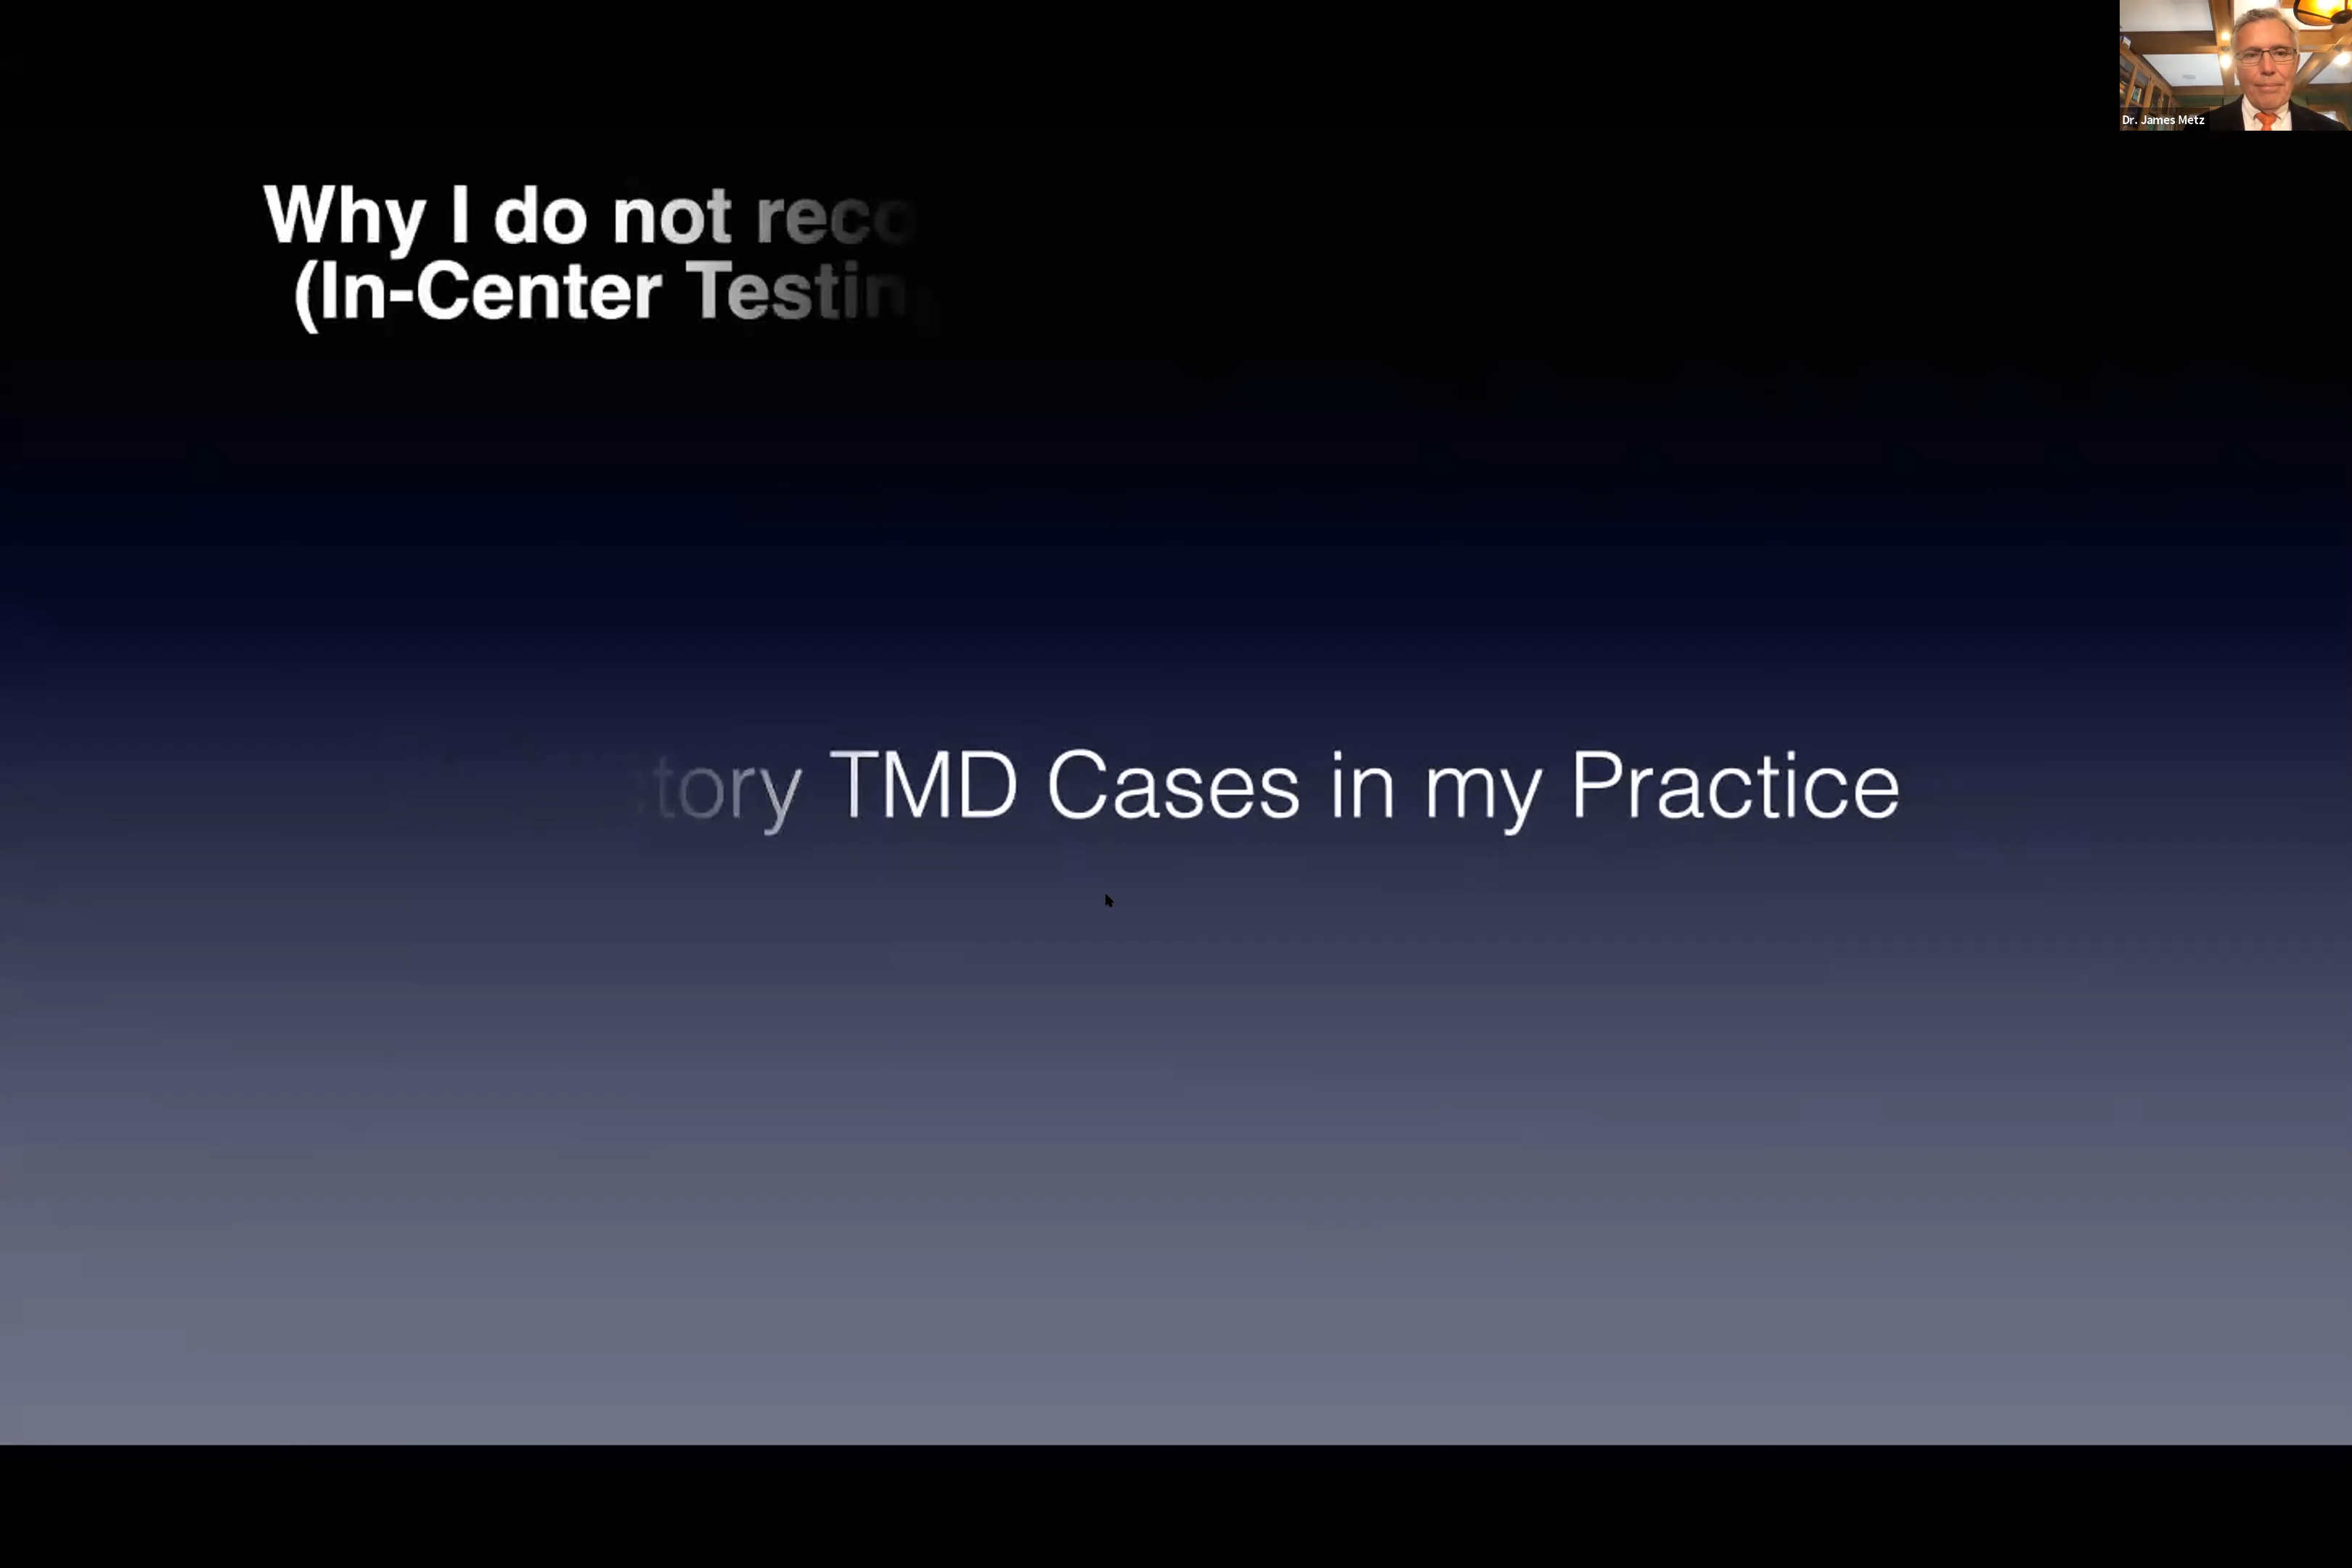 Dr. James Metz
Why I do not reco
(In-Center Testin
tory TMD Cases in my Practice